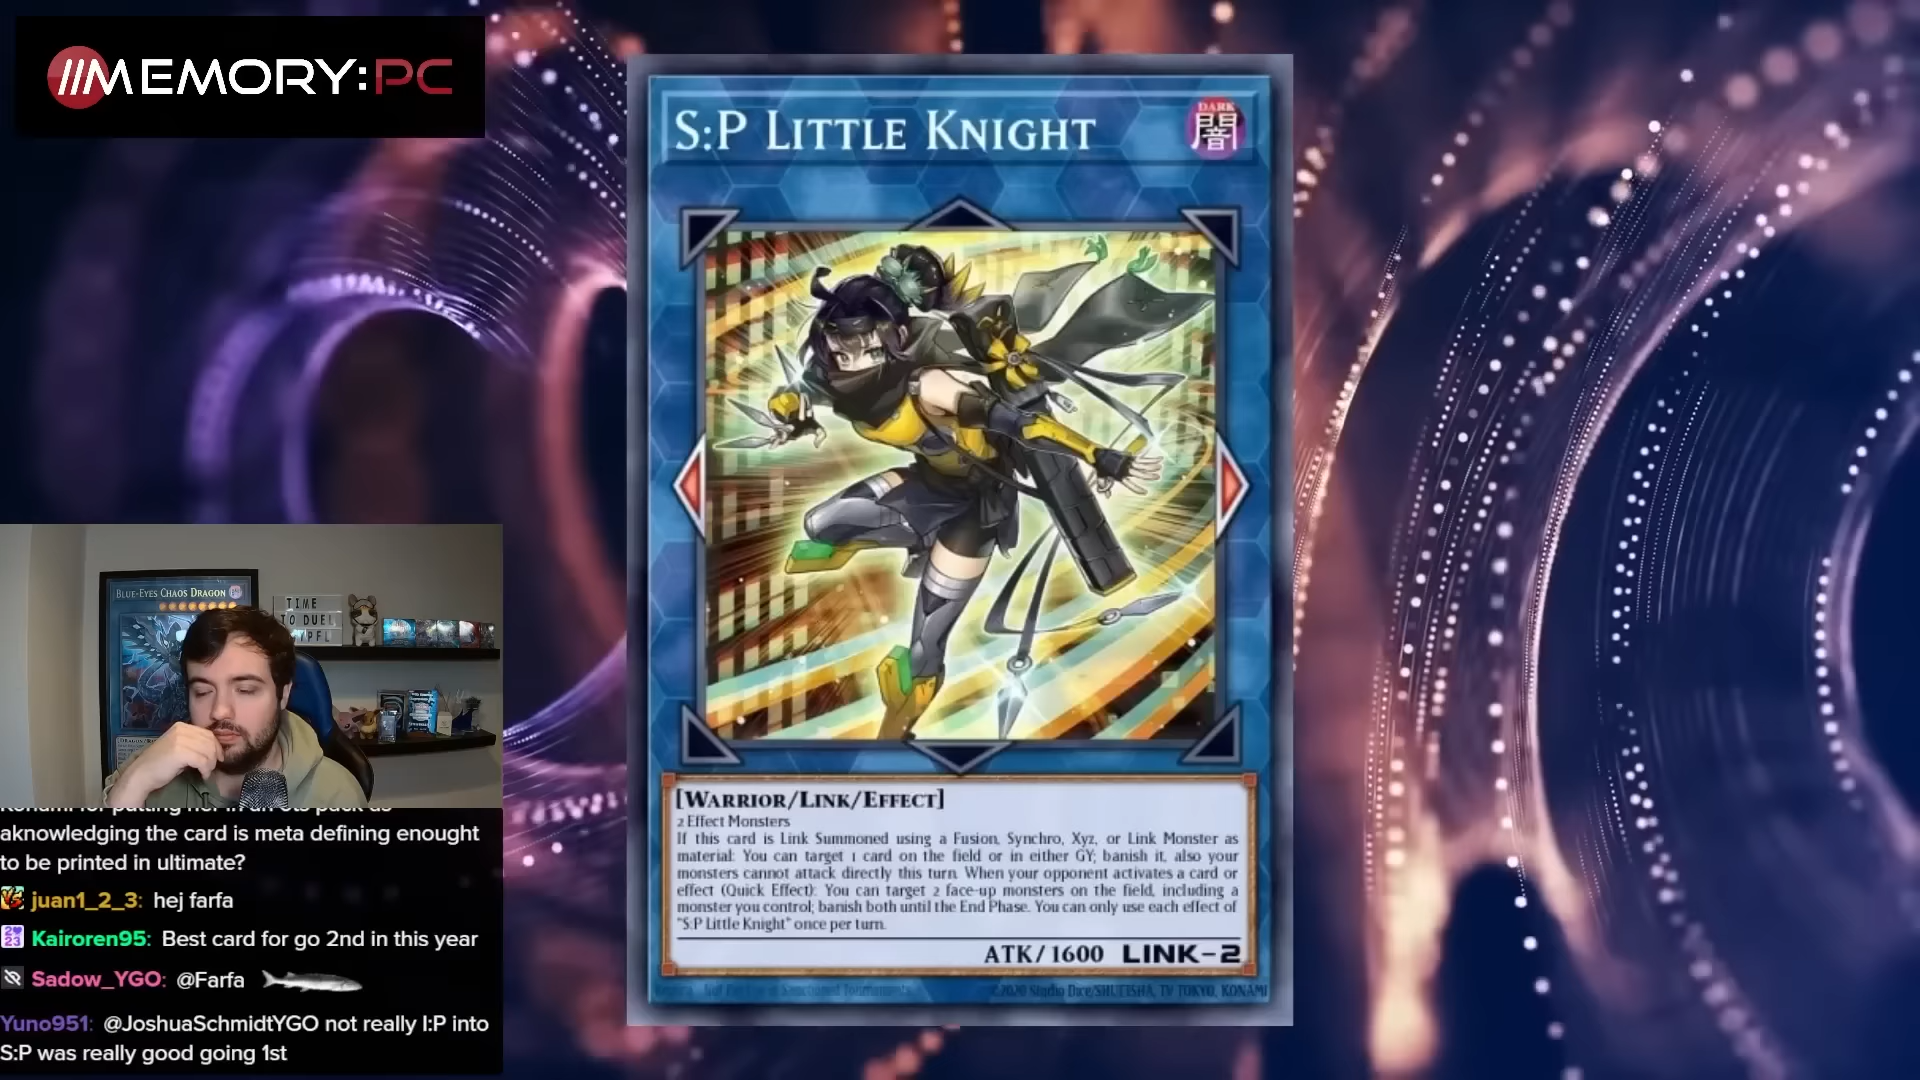 MEMORY:PC
S:P LITTLE KNIGHT
DARK
闇
[WARRIOR/LINK/EFFECT]
2 Effect Monsters
If this card is Link Summoned using a Fusion, Synchro, Xyz, or Link Monster as
material: You can target 1 card on the field or in either GY; banish it, also your
monsters cannot attack directly this turn. When your opponent activates a card or
effect (Quick Effect): You can target 2 face-up monsters on the field, including a
monster you control; banish both until the End Phase. You can only use each effect of
"S:P Little Knight" once per turn.
ATK/1600 LINK-2
©2020 Studio Dice/SHUEISHA, TV TOKYO, KONAMI
BLUE-EYES CHAOS DRAGON
TIME
TO DUEL
aknowledging the card is meta defining enought
to be printed in ultimate?
juan1_2_3: hej farfa
Kairoren95: Best card for go 2nd in this year
Sadow_YGO: @Farfa
Yuno951: @JoshuaSchmidtYGO not really I:P into
S:P was really good going 1st